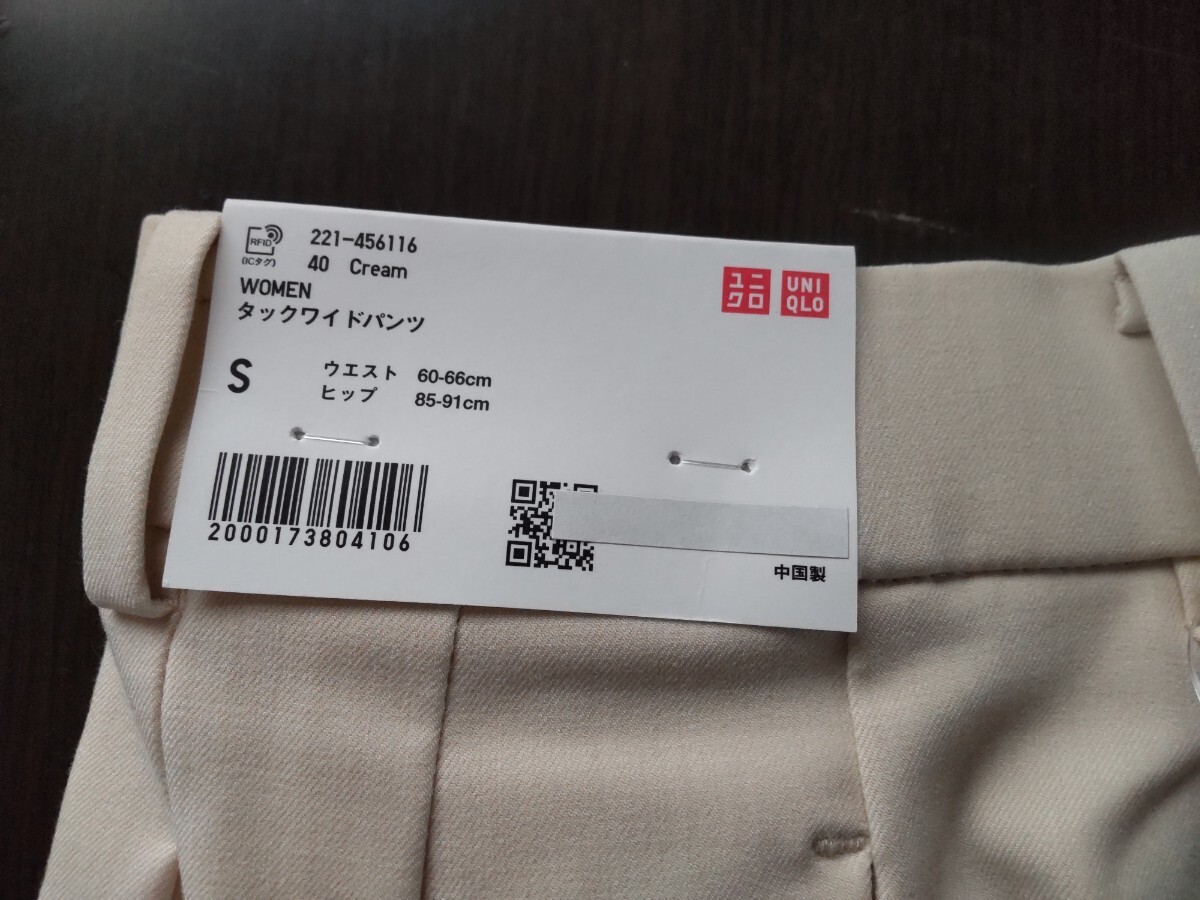 RFID
(ICタグ)
221-456116
40 Cream
WOMEN
タックワイドパンツ
ユニ
クロ
UNI
QLO
S
ウエスト 60-66cm
ヒップ 85-91cm
2000173804106
中国製